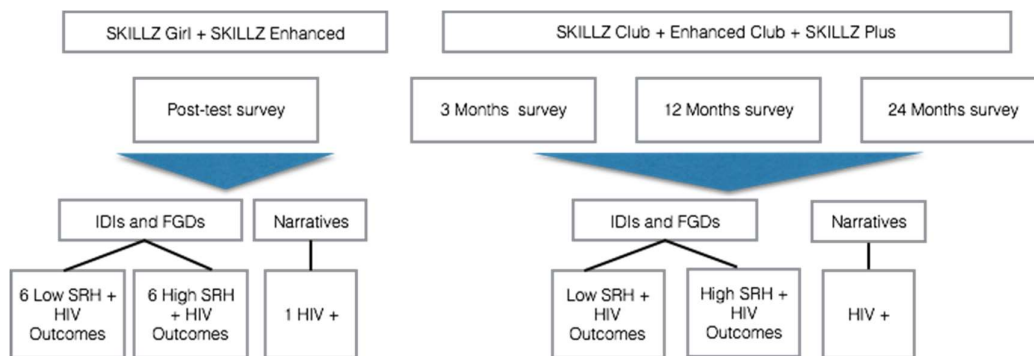 SKILLZ Girl + SKILLZ Enhanced
SKILLZ Club + Enhanced Club + SKILLZ Plus
Post-test survey
3 Months survey
12 Months survey
24 Months survey
IDIs and FGDs
Narratives
IDIs and FGDs
Narratives
6 Low SRH +
HIV
Outcomes
6 High SRH
+ HIV
Outcomes
1 HIV +
Low SRH +
HIV
Outcomes
High SRH +
HIV
Outcomes
HIV +